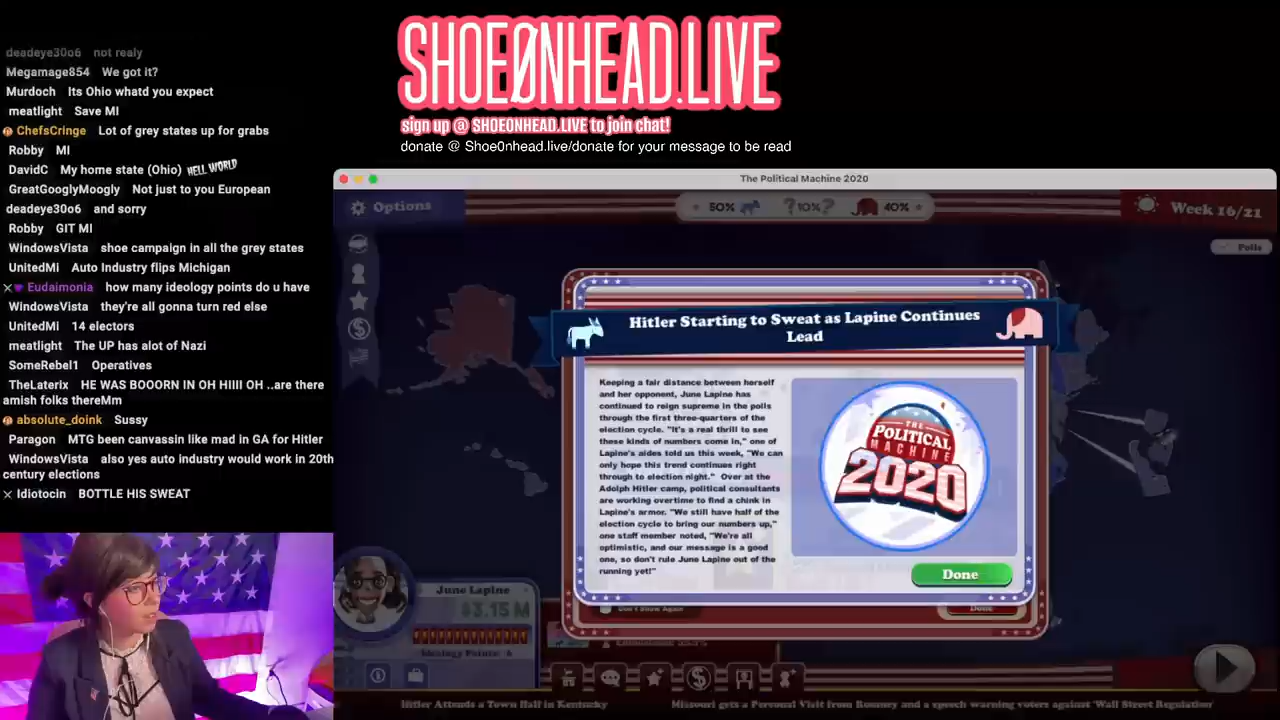 deadeye30o6 not realy
Megamage854 We got it?
Murdoch Its Ohio whatd you expect
meatlight Save MI
ChefsCringe Lot of grey states up for grabs
Robby MI
DavidC My home state (Ohio) HELL WORLD
GreatGooglyMoogly Not just to you European
deadeye30o6 and sorry
Robby GIT MI
WindowsVista shoe campaign in all the grey states
UnitedMi Auto Industry flips Michigan
Eudaimonia how many ideology points do u have
WindowsVista they're all gonna turn red else
UnitedMi 14 electors
meatlight The UP has alot of Nazi
SomeRebel1 Operatives
TheLaterix HE WAS BOOORN IN OH HIIII OH ..are there
amish folks thereMm
absolute_doink Sussy
Paragon MTG been canvassin like mad in GA for Hitler
WindowsVista also yes auto industry would work in 20th
century elections
Idiotocin BOTTLE HIS SWEAT
SHOE0NHEAD.LIVE
sign up @ SHOE0NHEAD.LIVE to join chat!
donate @ Shoe0nhead.live/donate for your message to be read
The Political Machine 2020
Options
50% ?10%? 40%
Week 16/21
Polls
Hitler Starting to Sweat as Lapine Continues
Lead
Keeping a fair distance between herself
and her opponent, June Lapine has
continued to reign supreme in the polls
through the first three-quarters of the
election cycle. "It's a real thrill to see
these kinds of numbers come in," one of
Lapine's aides told us this week, "We can
only hope this trend continues right
through to election night." Over at the
Adolph Hitler camp, political consultants
are working overtime to find a chink in
Lapine's armor. "We still have half of the
election cycle to bring our numbers up,"
one staff member noted, "We're all
optimistic, and our message is a good
one, so don't rule June Lapine out of the
running yet!"
THE
POLITICAL
MACHINE
2020
Done
Don't Show Again
Done
June Lapine
$3.15 M
Ideology Points: 6
Hitler Attends a Town Hall in Kentucky
Missouri gets a Personal Visit from Romney and a speech warning voters against 'Wall Street Regulation'